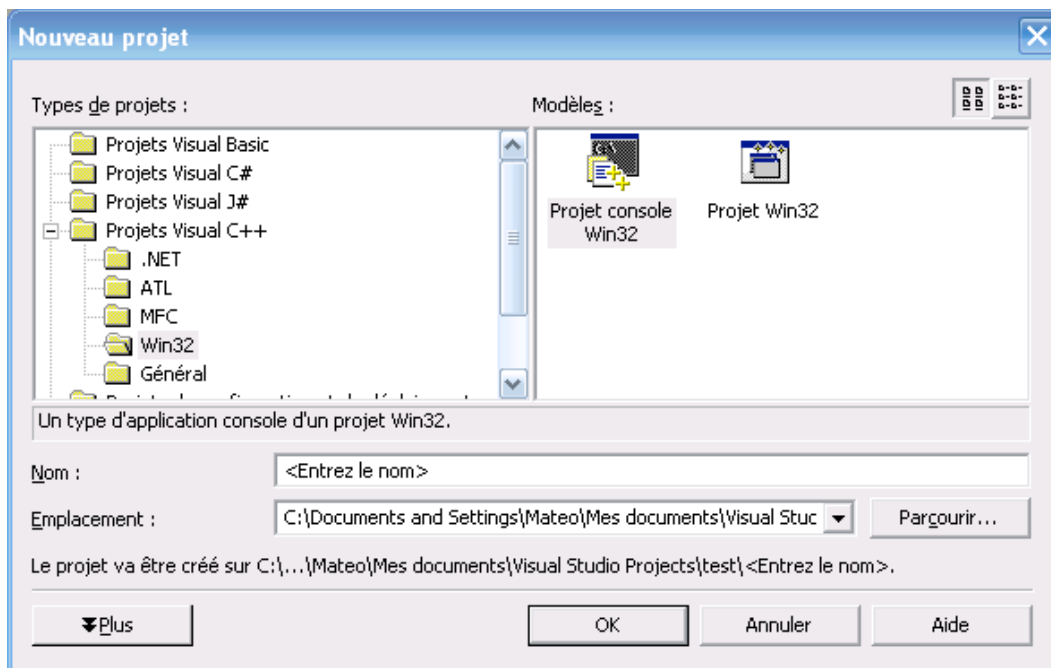 Nouveau projet
Types de projets :
Modèles :
Projets Visual Basic
Projets Visual C#
Projets Visual J#
Projets Visual C++
.NET
ATL
MFC
Win32
Général
Projet console
Win32
Projet Win32
Un type d'application console d'un projet Win32.
Nom :
<Entrez le nom>
Emplacement :
C:\Documents and Settings\Mateo\Mes documents\Visual Stuc
Parcourir...
Le projet va être créé sur C:\...\Mateo\Mes documents\Visual Studio Projects\test\<Entrez le nom>.
Plus
OK
Annuler
Aide